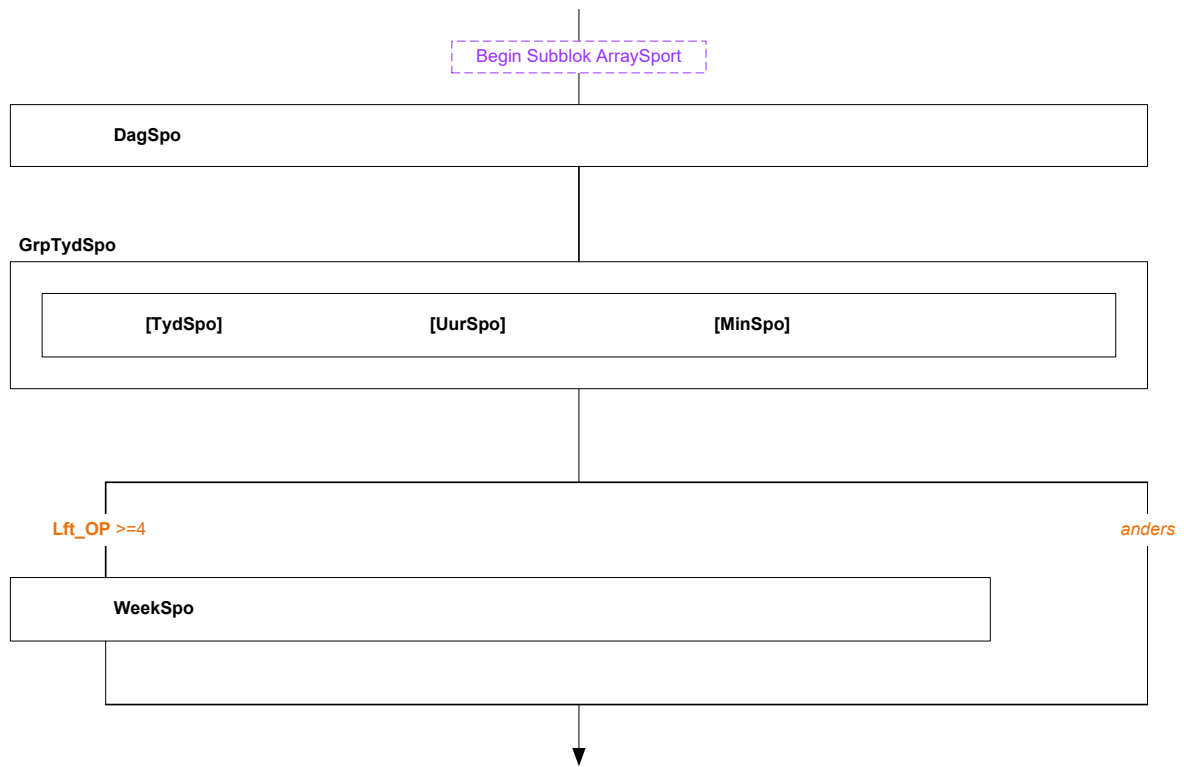 Begin Subblok ArraySport
DagSpo
GrpTydSpo
[TydSpo] [UurSpo] [MinSpo]
Lft_OP >=4 anders
WeekSpo